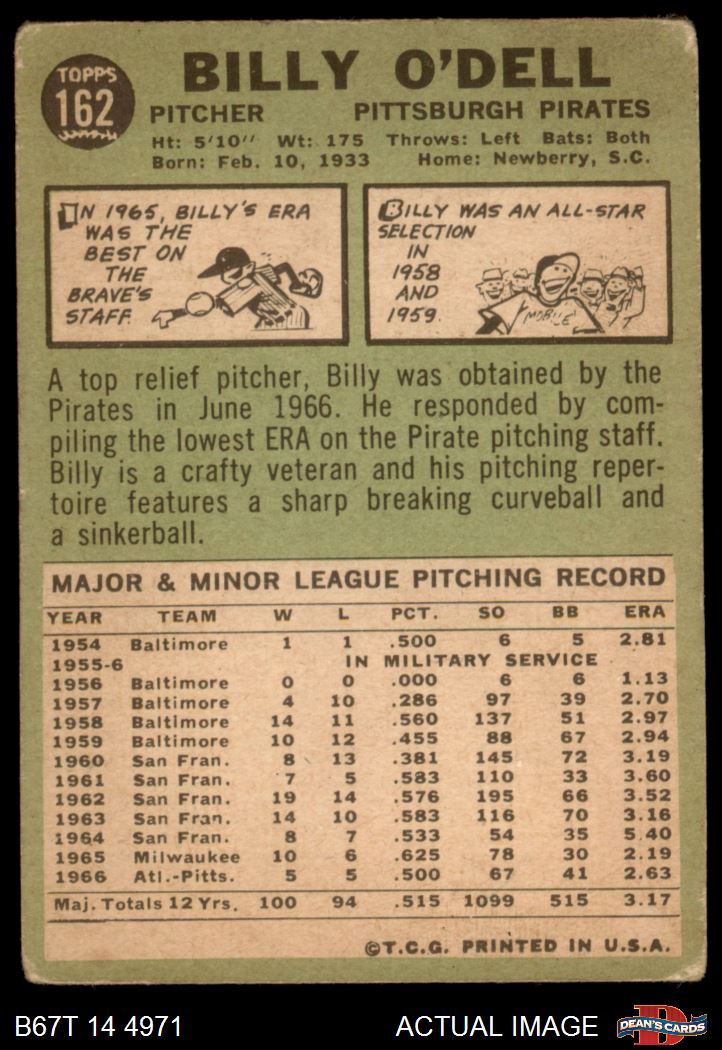 TOPPS
162
BILLY O'DELL
PITCHER PITTSBURGH PIRATES
Ht: 5'10" Wt: 175 Throws: Left Bats: Both
Born: Feb. 10, 1933 Home: Newberry, S.C.
IN 1965, BILLY'S ERA
WAS THE
BEST ON
THE
BRAVE'S
STAFF.
BILLY WAS AN ALL-STAR
SELECTION
IN
1958
AND
1959.
MOBILE
A top relief pitcher, Billy was obtained by the
Pirates in June 1966. He responded by com-
piling the lowest ERA on the Pirate pitching staff.
Billy is a crafty veteran and his pitching reper-
toire features a sharp breaking curveball and
a sinkerball.
MAJOR & MINOR LEAGUE PITCHING RECORD
YEAR TEAM W L PCT. SO BB ERA
1954 Baltimore 1 1 .500 6 5 2.81
1955-6 IN MILITARY SERVICE
1956 Baltimore 0 0 .000 6 6 1.13
1957 Baltimore 4 10 .286 97 39 2.70
1958 Baltimore 14 11 .560 137 51 2.97
1959 Baltimore 10 12 .455 88 67 2.94
1960 San Fran. 8 13 .381 145 72 3.19
1961 San Fran. 7 5 .583 110 33 3.60
1962 San Fran. 19 14 .576 195 66 3.52
1963 San Fran. 14 10 .583 116 70 3.16
1964 San Fran. 8 7 .533 54 35 5.40
1965 Milwaukee 10 6 .625 78 30 2.19
1966 Atl.-Pitts. 5 5 .500 67 41 2.63
Maj. Totals 12 Yrs. 100 94 .515 1099 515 3.17
©T.C.G. PRINTED IN U.S.A.
B67T 14 4971 ACTUAL IMAGE
D
DEAN'S CARDS